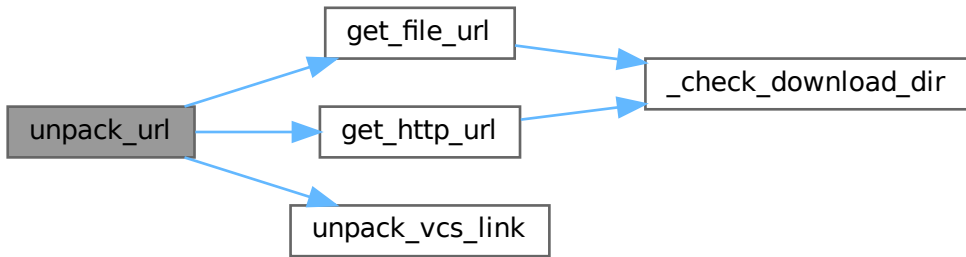 unpack_url
get_file_url
get_http_url
unpack_vcs_link
_check_download_dir